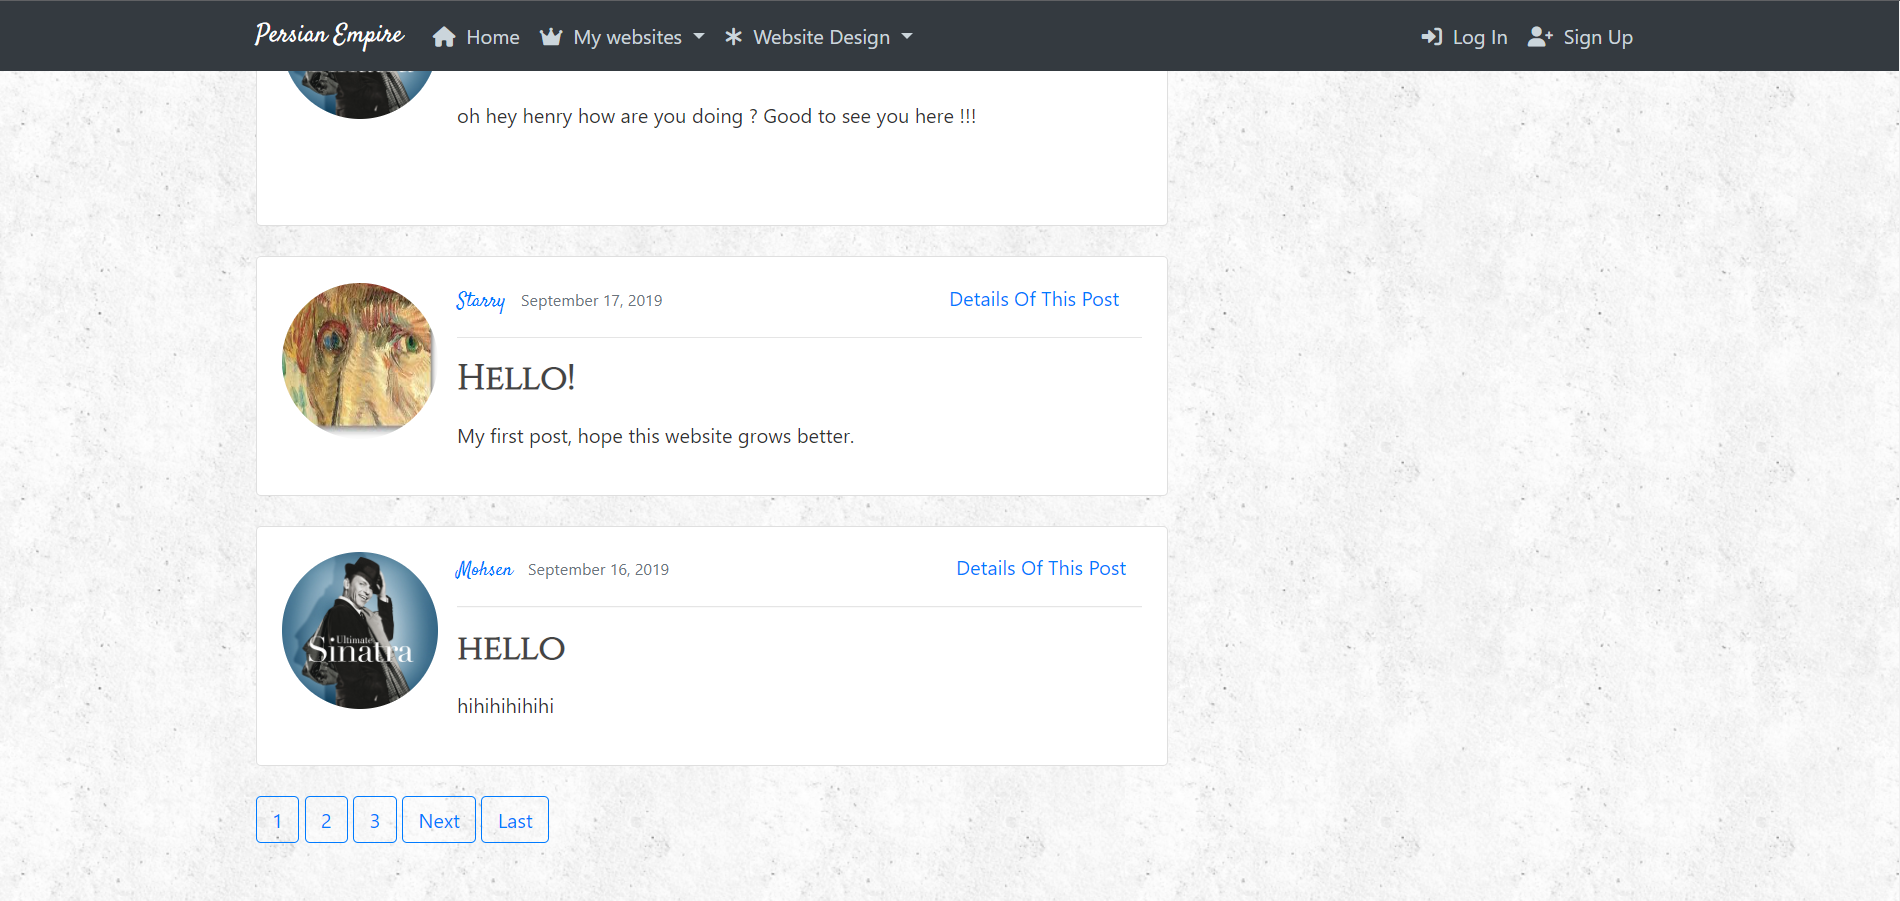 Persian Empire Home My websites Website Design Log In Sign Up
oh hey henry how are you doing ? Good to see you here !!!
Starry September 17, 2019 Details Of This Post
Hello!
My first post, hope this website grows better.
Mohsen September 16, 2019 Details Of This Post
Ultimate
Sinatra
hello
hihihihihihi
1 2 3 Next Last